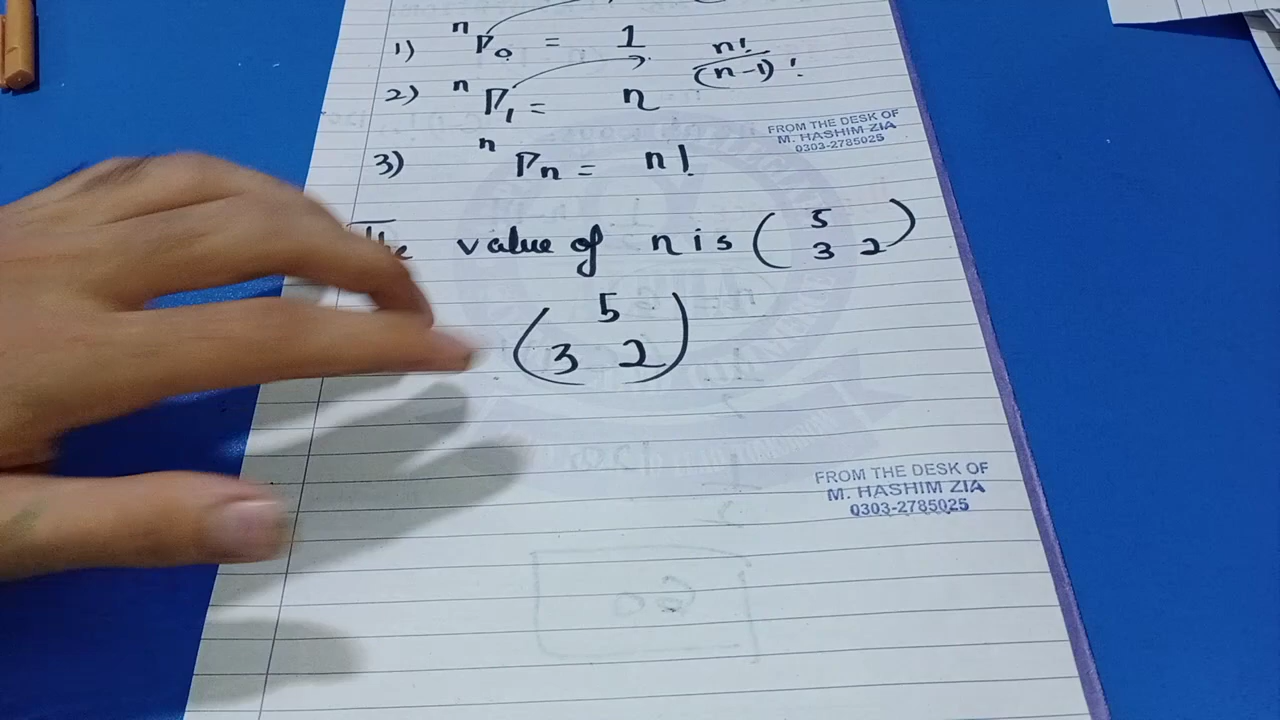 1) nP0 = 1 n!/(n-1)!
2) nP1 = n
FROM THE DESK OF
M. HASHIM ZIA
0303-2785025
3) nPn = n!
The value of n is ( 5
3 2 )
( 5
3 2 )
FROM THE DESK OF
M. HASHIM ZIA
0303-2785025